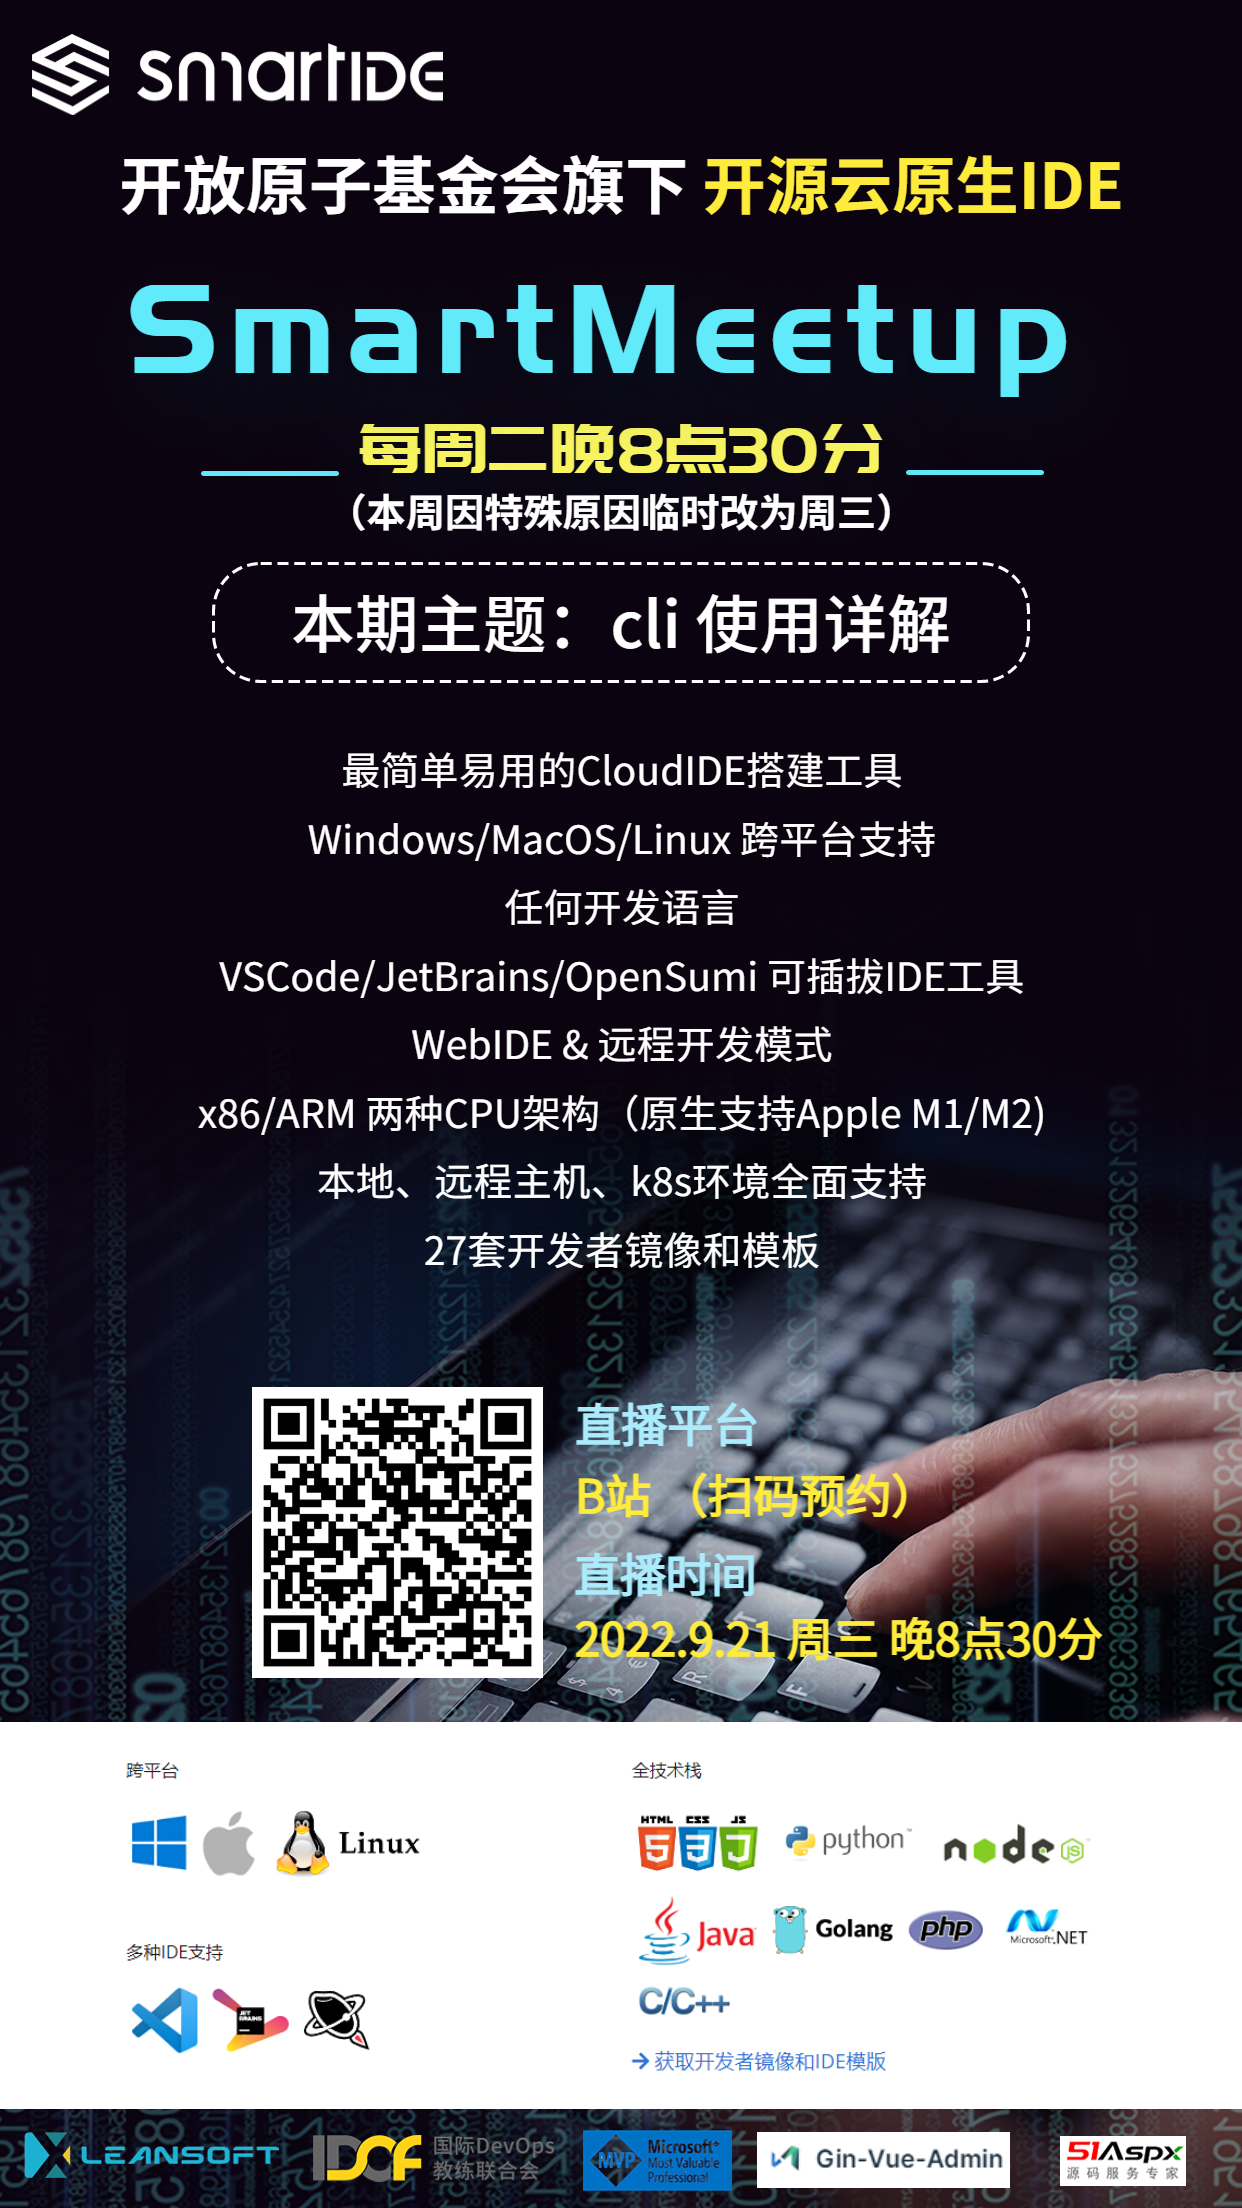 smartIDE
开放原子基金会旗下 开源云原生IDE
SmartMeetup
每周二晚8点30分
（本周因特殊原因临时改为周三）
本期主题：cli 使用详解
最简单易用的CloudIDE搭建工具
Windows/MacOS/Linux 跨平台支持
任何开发语言
VSCode/JetBrains/OpenSumi 可插拔IDE工具
WebIDE & 远程开发模式
x86/ARM 两种CPU架构（原生支持Apple M1/M2)
本地、远程主机、k8s环境全面支持
27套开发者镜像和模板
直播平台
B站 （扫码预约）
直播时间
2022.9.21 周三 晚8点30分
跨平台
Linux
多种IDE支持
JET
BRAINS
全技术栈
HTML CSS JS
5 3 J
python
node
JS
Java
Golang
php
Microsoft .NET
C/C++
→ 获取开发者镜像和IDE模版
LEANSOFT
IDCF
国际DevOps
教练联合会
MVP
Microsoft
Most Valuable
Professional
Gin-Vue-Admin
51Aspx
源码服务专家